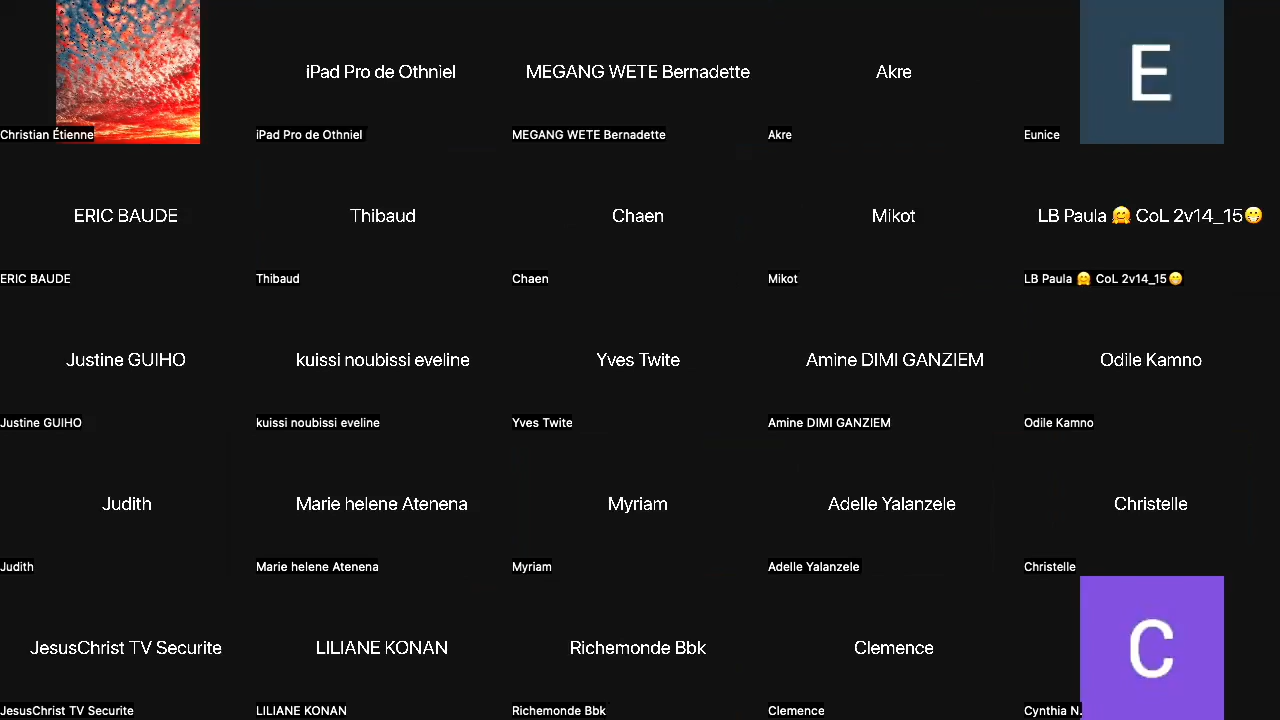 iPad Pro de Othniel
MEGANG WETE Bernadette
Akre
E
Christian Étienne
iPad Pro de Othniel
MEGANG WETE Bernadette
Akre
Eunice
ERIC BAUDE
Thibaud
Chaen
Mikot
LB Paula 🤗 CoL 2v14_15🤭
ERIC BAUDE
Thibaud
Chaen
Mikot
LB Paula 🤗 CoL 2v14_15🤭
Justine GUIHO
kuissi noubissi eveline
Yves Twite
Amine DIMI GANZIEM
Odile Kamno
Justine GUIHO
kuissi noubissi eveline
Yves Twite
Amine DIMI GANZIEM
Odile Kamno
Judith
Marie helene Atenena
Myriam
Adelle Yalanzele
Christelle
Judith
Marie helene Atenena
Myriam
Adelle Yalanzele
Christelle
JesusChrist TV Securite
LILIANE KONAN
Richemonde Bbk
Clemence
C
JesusChrist TV Securite
LILIANE KONAN
Richemonde Bbk
Clemence
Cynthia N.